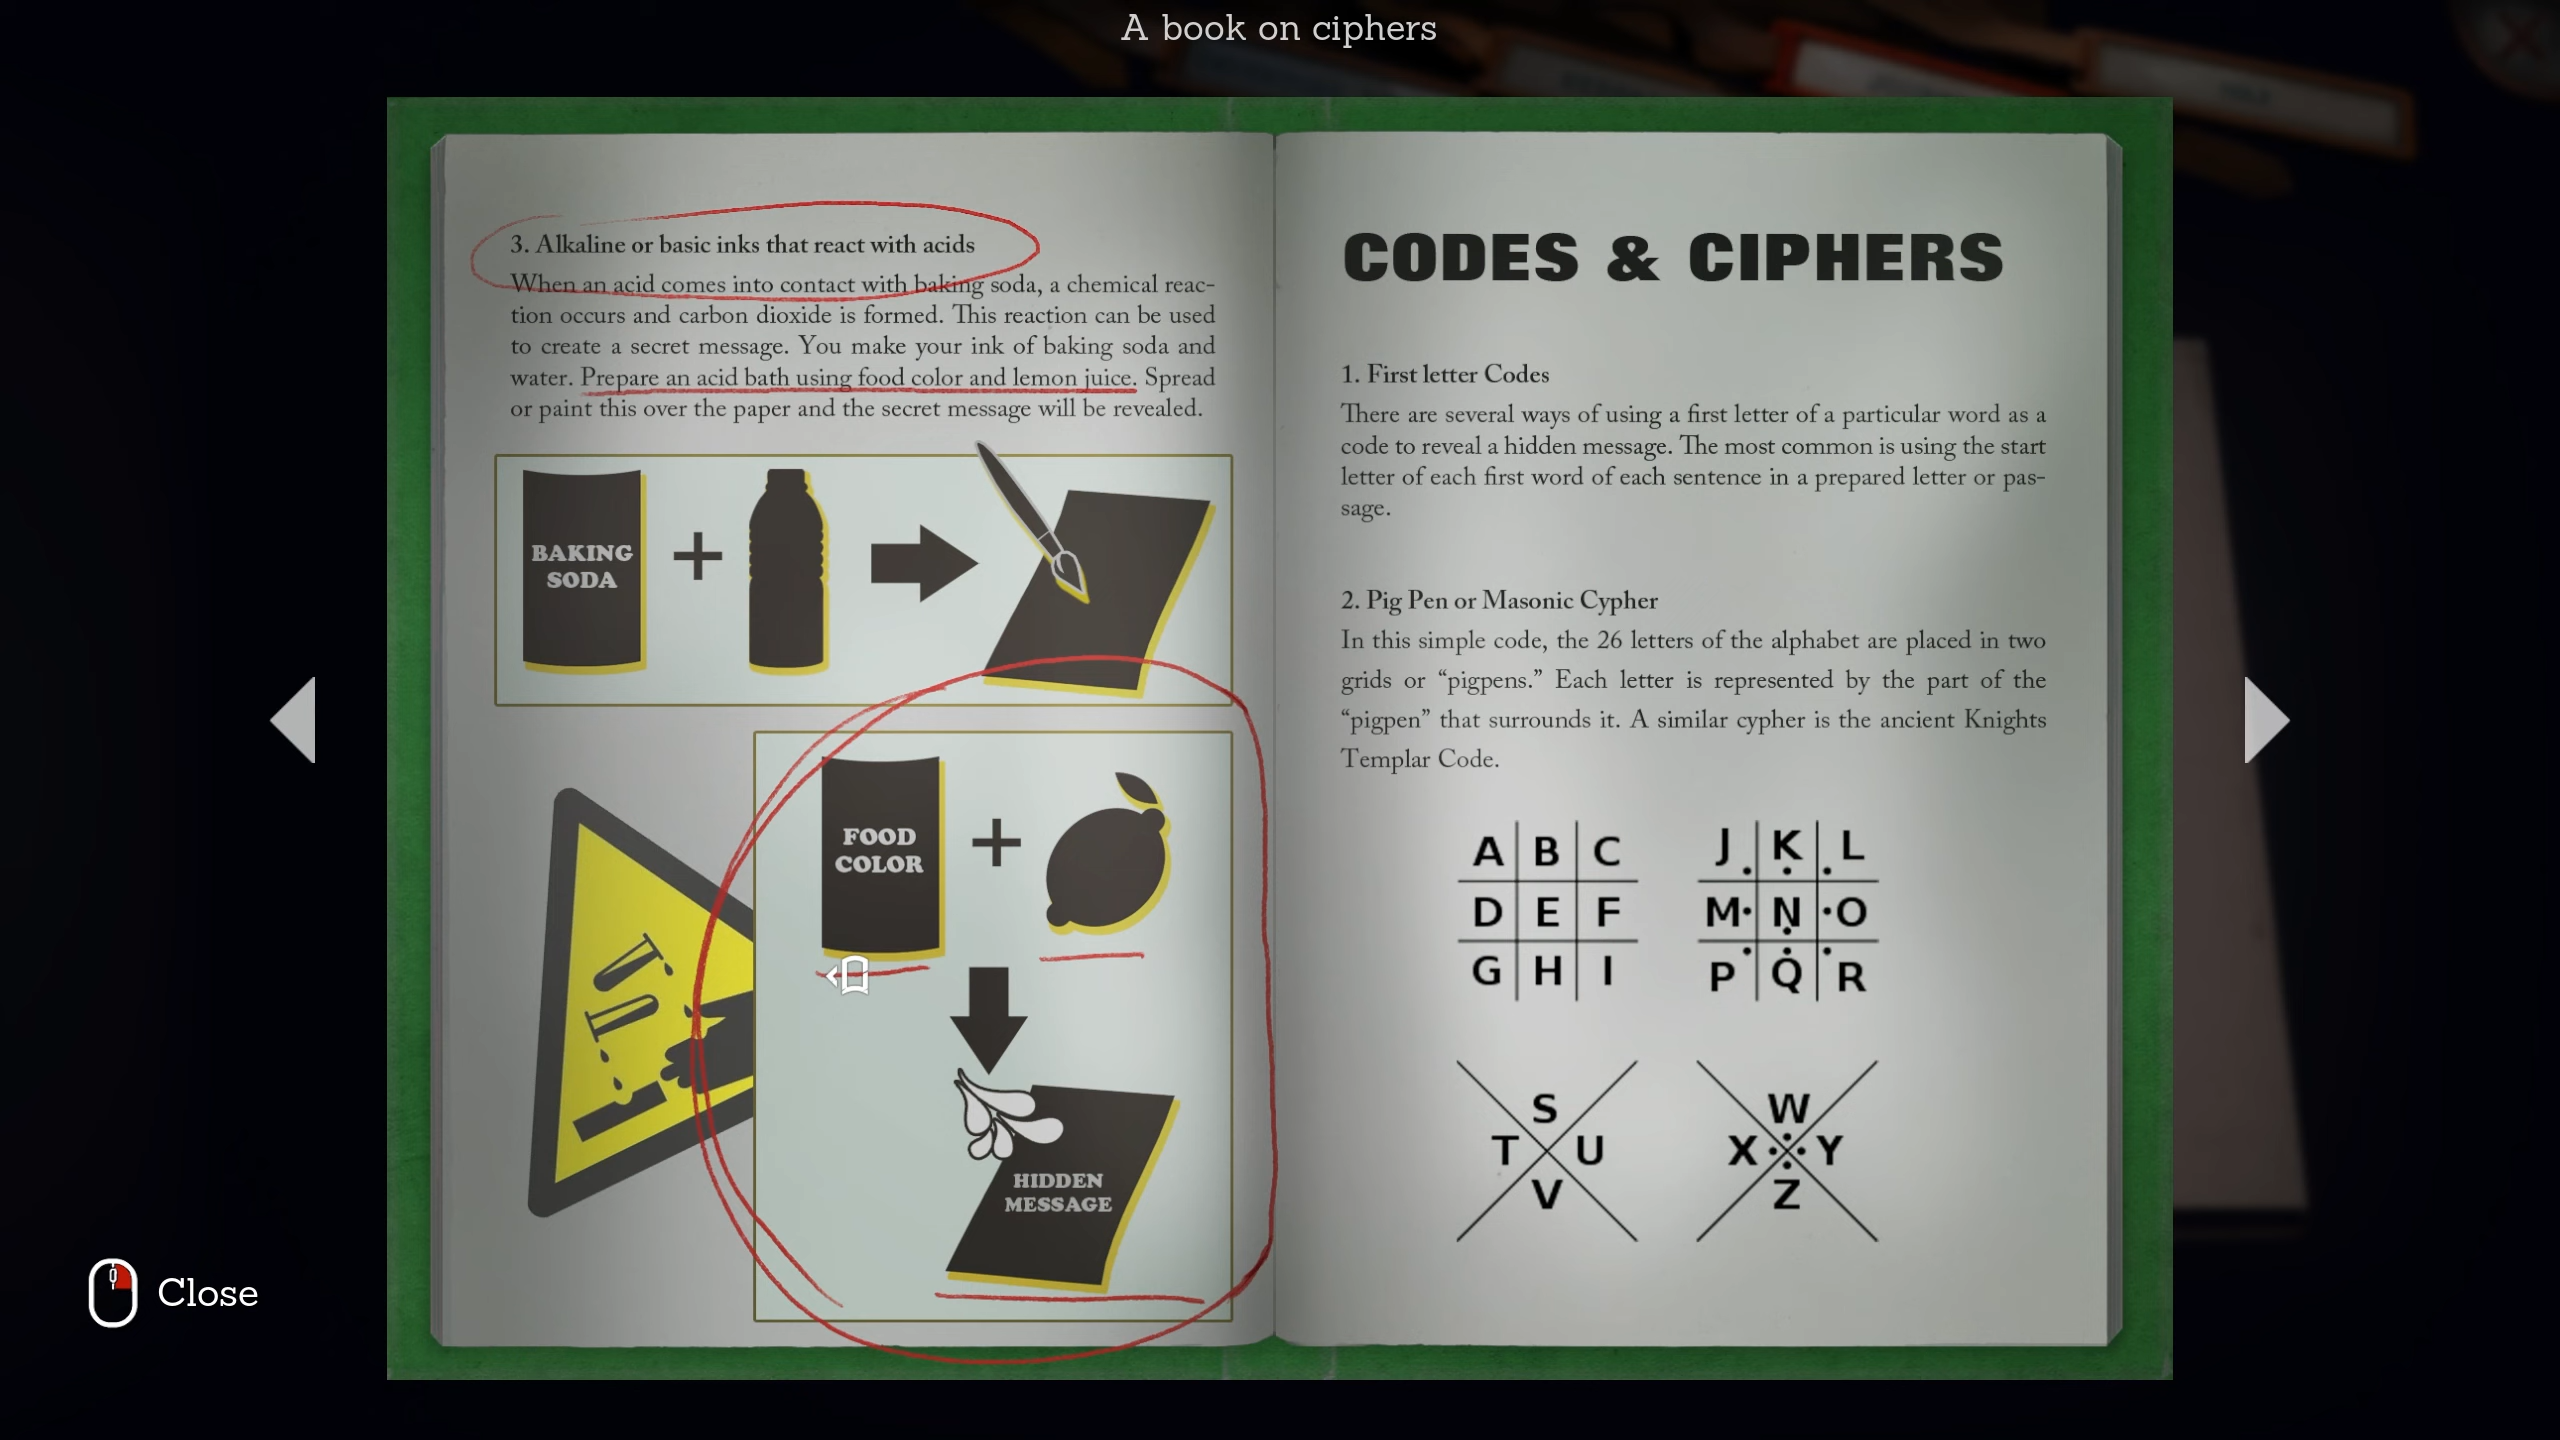 A book on ciphers
3. Alkaline or basic inks that react with acids
When an acid comes into contact with baking soda, a chemical reac-
tion occurs and carbon dioxide is formed. This reaction can be used
to create a secret message. You make your ink of baking soda and
water. Prepare an acid bath using food color and lemon juice. Spread
or paint this over the paper and the secret message will be revealed.
BAKING
SODA
FOOD
COLOR
HIDDEN
MESSAGE
CODES & CIPHERS
1. First letter Codes
There are several ways of using a first letter of a particular word as a
code to reveal a hidden message. The most common is using the start
letter of each first word of each sentence in a prepared letter or pas-
sage.
2. Pig Pen or Masonic Cypher
In this simple code, the 26 letters of the alphabet are placed in two
grids or “pigpens.” Each letter is represented by the part of the
“pigpen” that surrounds it. A similar cypher is the ancient Knights
Templar Code.
A B C
D E F
G H I
J K L
M N O
P Q R
S
T U
V
W
X Y
Z
Close